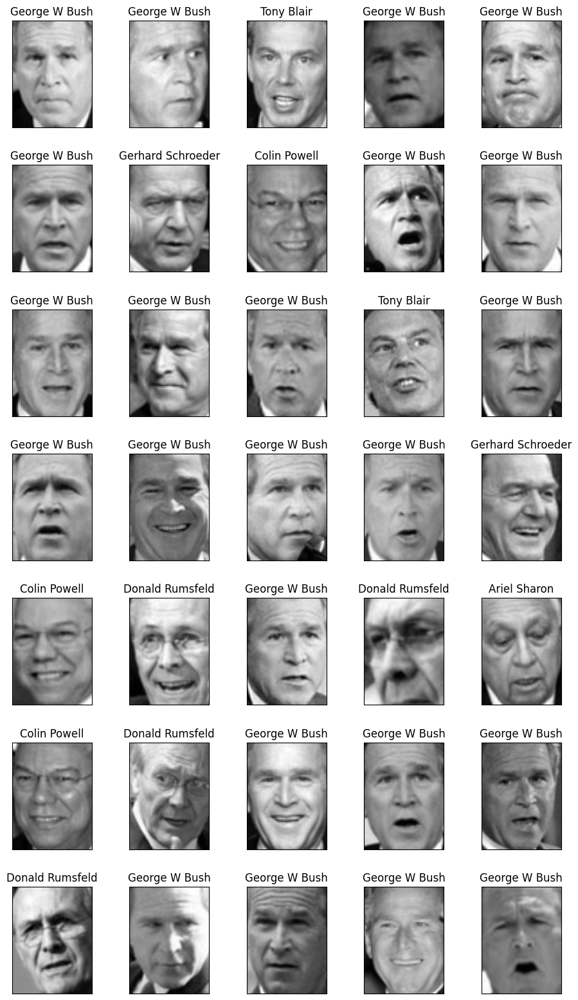 George W Bush George W Bush Tony Blair George W Bush George W Bush
George W Bush Gerhard Schroeder Colin Powell George W Bush George W Bush
George W Bush George W Bush George W Bush Tony Blair George W Bush
George W Bush George W Bush George W Bush George W Bush Gerhard Schroeder
Colin Powell Donald Rumsfeld George W Bush Donald Rumsfeld Ariel Sharon
Colin Powell Donald Rumsfeld George W Bush George W Bush George W Bush
Donald Rumsfeld George W Bush George W Bush George W Bush George W Bush